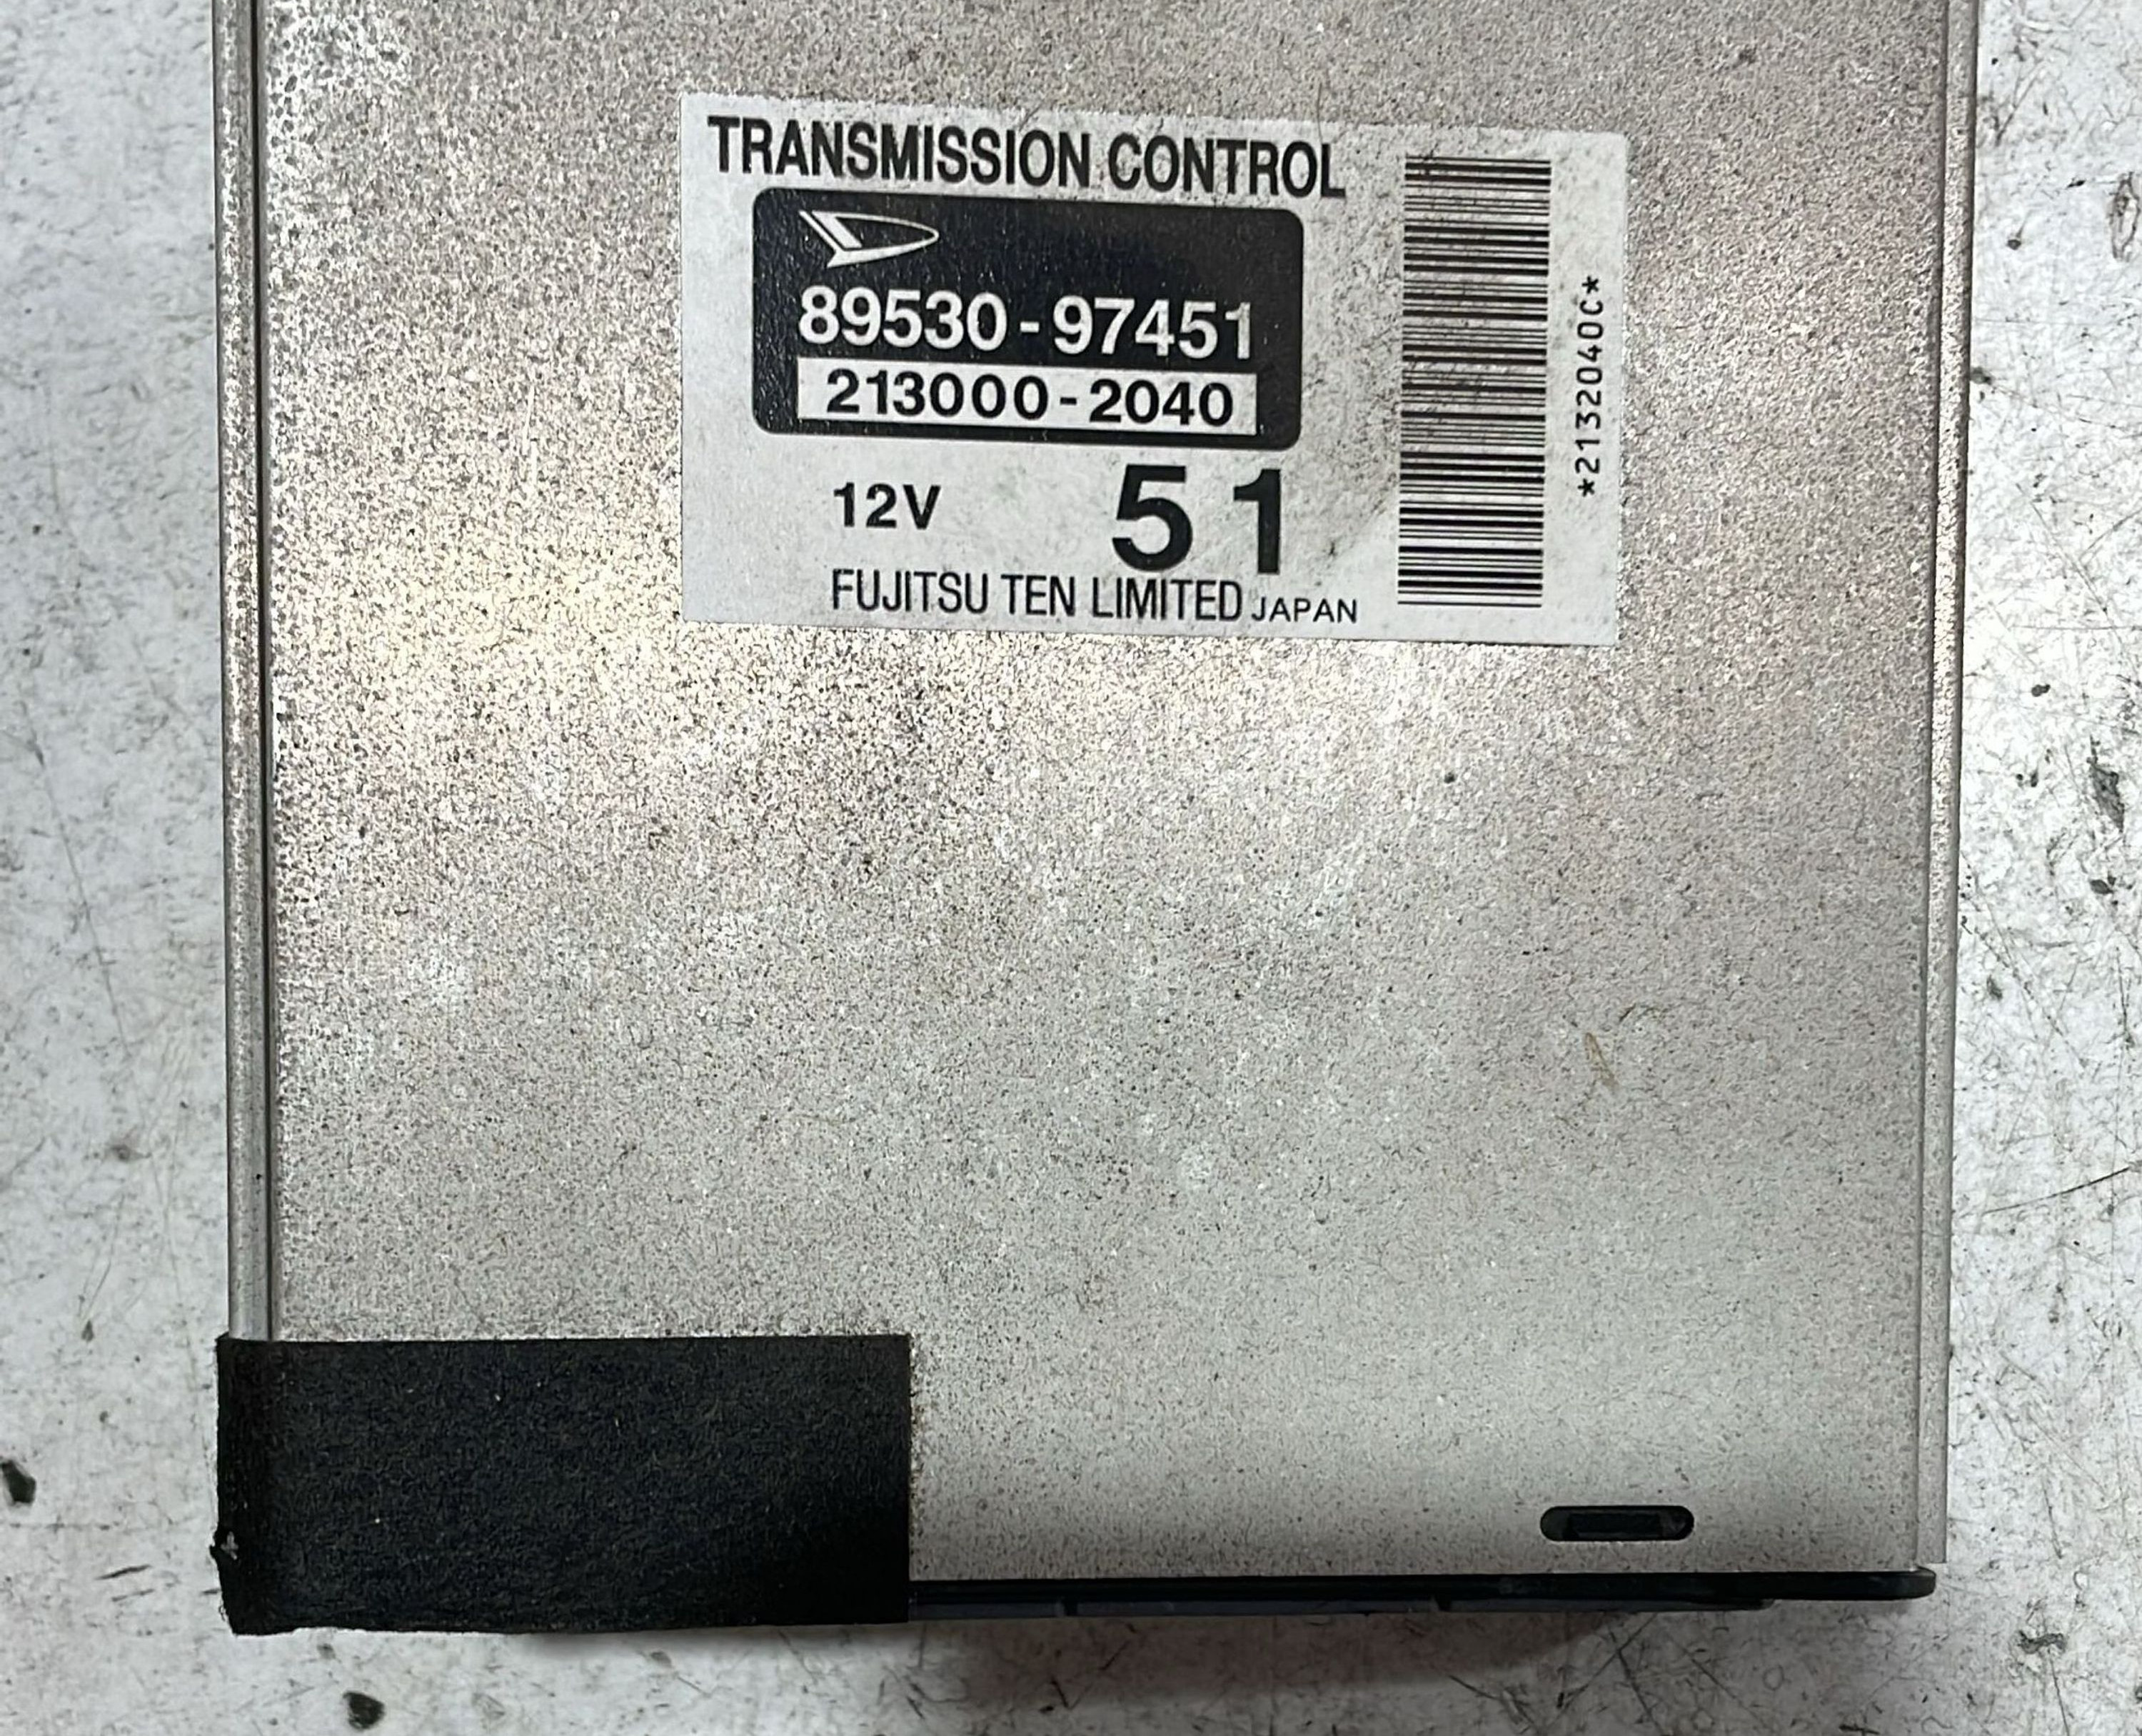 TRANSMISSION CONTROL
89530-97451
213000-2040
12V 51
FUJITSU TEN LIMITED JAPAN
*2132040C*